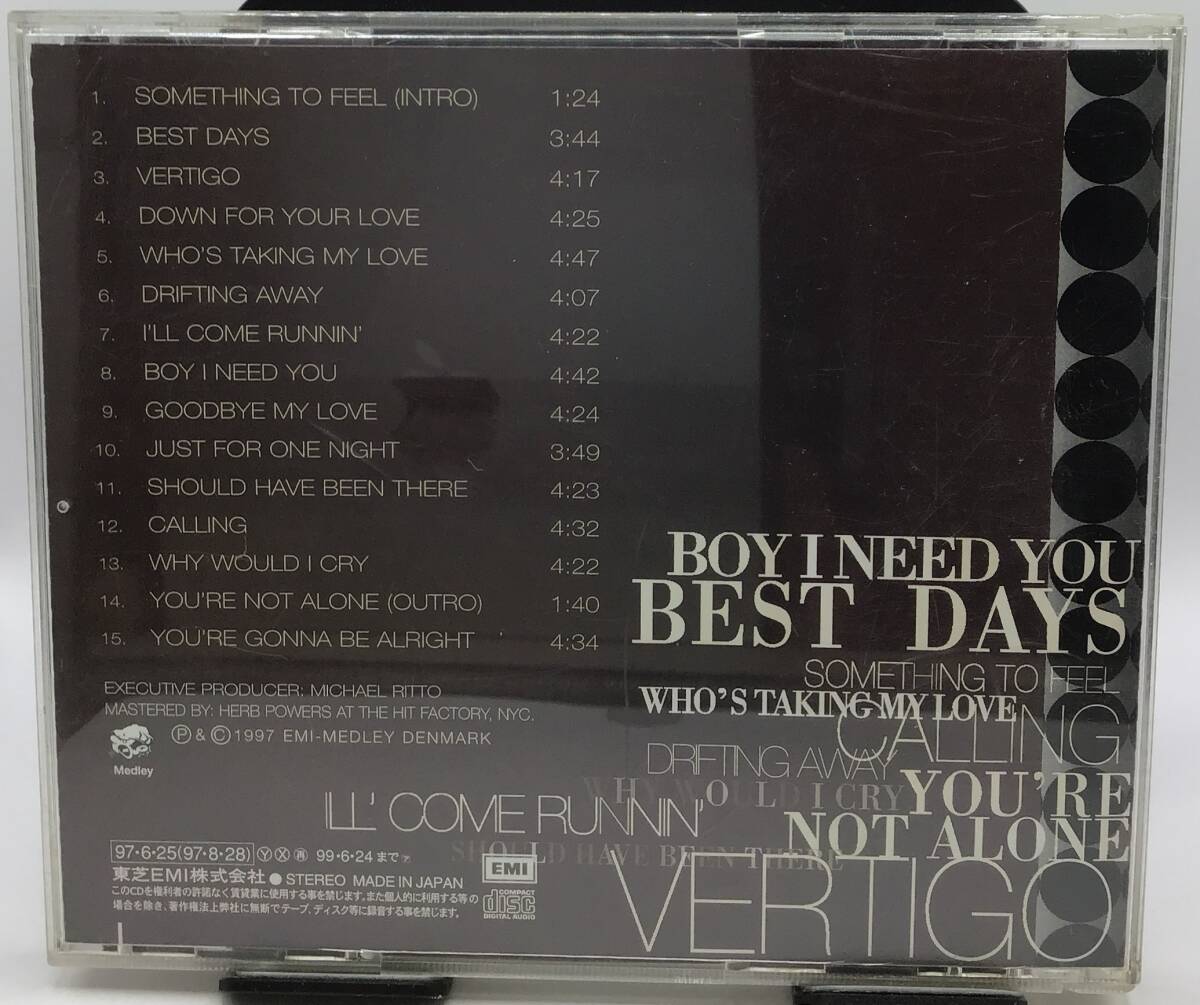 1. SOMETHING TO FEEL (INTRO) 1:24
2. BEST DAYS 3:44
3. VERTIGO 4:17
4. DOWN FOR YOUR LOVE 4:25
5. WHO'S TAKING MY LOVE 4:47
6. DRIFTING AWAY 4:07
7. I'LL COME RUNNIN' 4:22
8. BOY I NEED YOU 4:42
9. GOODBYE MY LOVE 4:24
10. JUST FOR ONE NIGHT 3:49
11. SHOULD HAVE BEEN THERE 4:23
12. CALLING 4:32
13. WHY WOULD I CRY 4:22
14. YOU'RE NOT ALONE (OUTRO) 1:40
15. YOU'RE GONNA BE ALRIGHT 4:34
EXECUTIVE PRODUCER: MICHAEL RITTO
MASTERED BY: HERB POWERS AT THE HIT FACTORY, NYC.
Ⓟ & © 1997 EMI-MEDLEY DENMARK
Medley
BOY I NEED YOU
BEST DAYS
SOMETHING TO FEEL
WHO'S TAKING MY LOVE
CALLING
DRIFTING AWAY
WHY WOULD I CRY
YOU'RE
NOT ALONE
ILL' COME RUNNIN'
SHOULD HAVE BEEN THERE
VERTIGO
97・6・25(97・8・28) Ⓨ Ⓧ 再 99・6・24まで ア
東芝EMI株式会社 ● STEREO MADE IN JAPAN
このCDを権利者の許諾なく賃貸業に使用する事を禁じます。また個人的に利用する等の
場合を除き、著作権法上弊社に無断でテープ、ディスク等に録音する事を禁じます。
EMI
COMPACT
disc
DIGITAL AUDIO